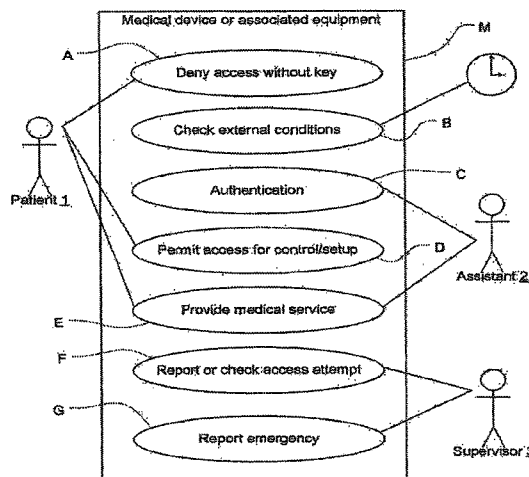 Medical device or associated equipment
A
M
Deny access without key
Check external conditions
B
C
Authentication
Patient 1
Permit access for control/setup
D
Assistant 2
Provide medical service
E
F
Report or check access attempt
G
Report emergency
Supervisor